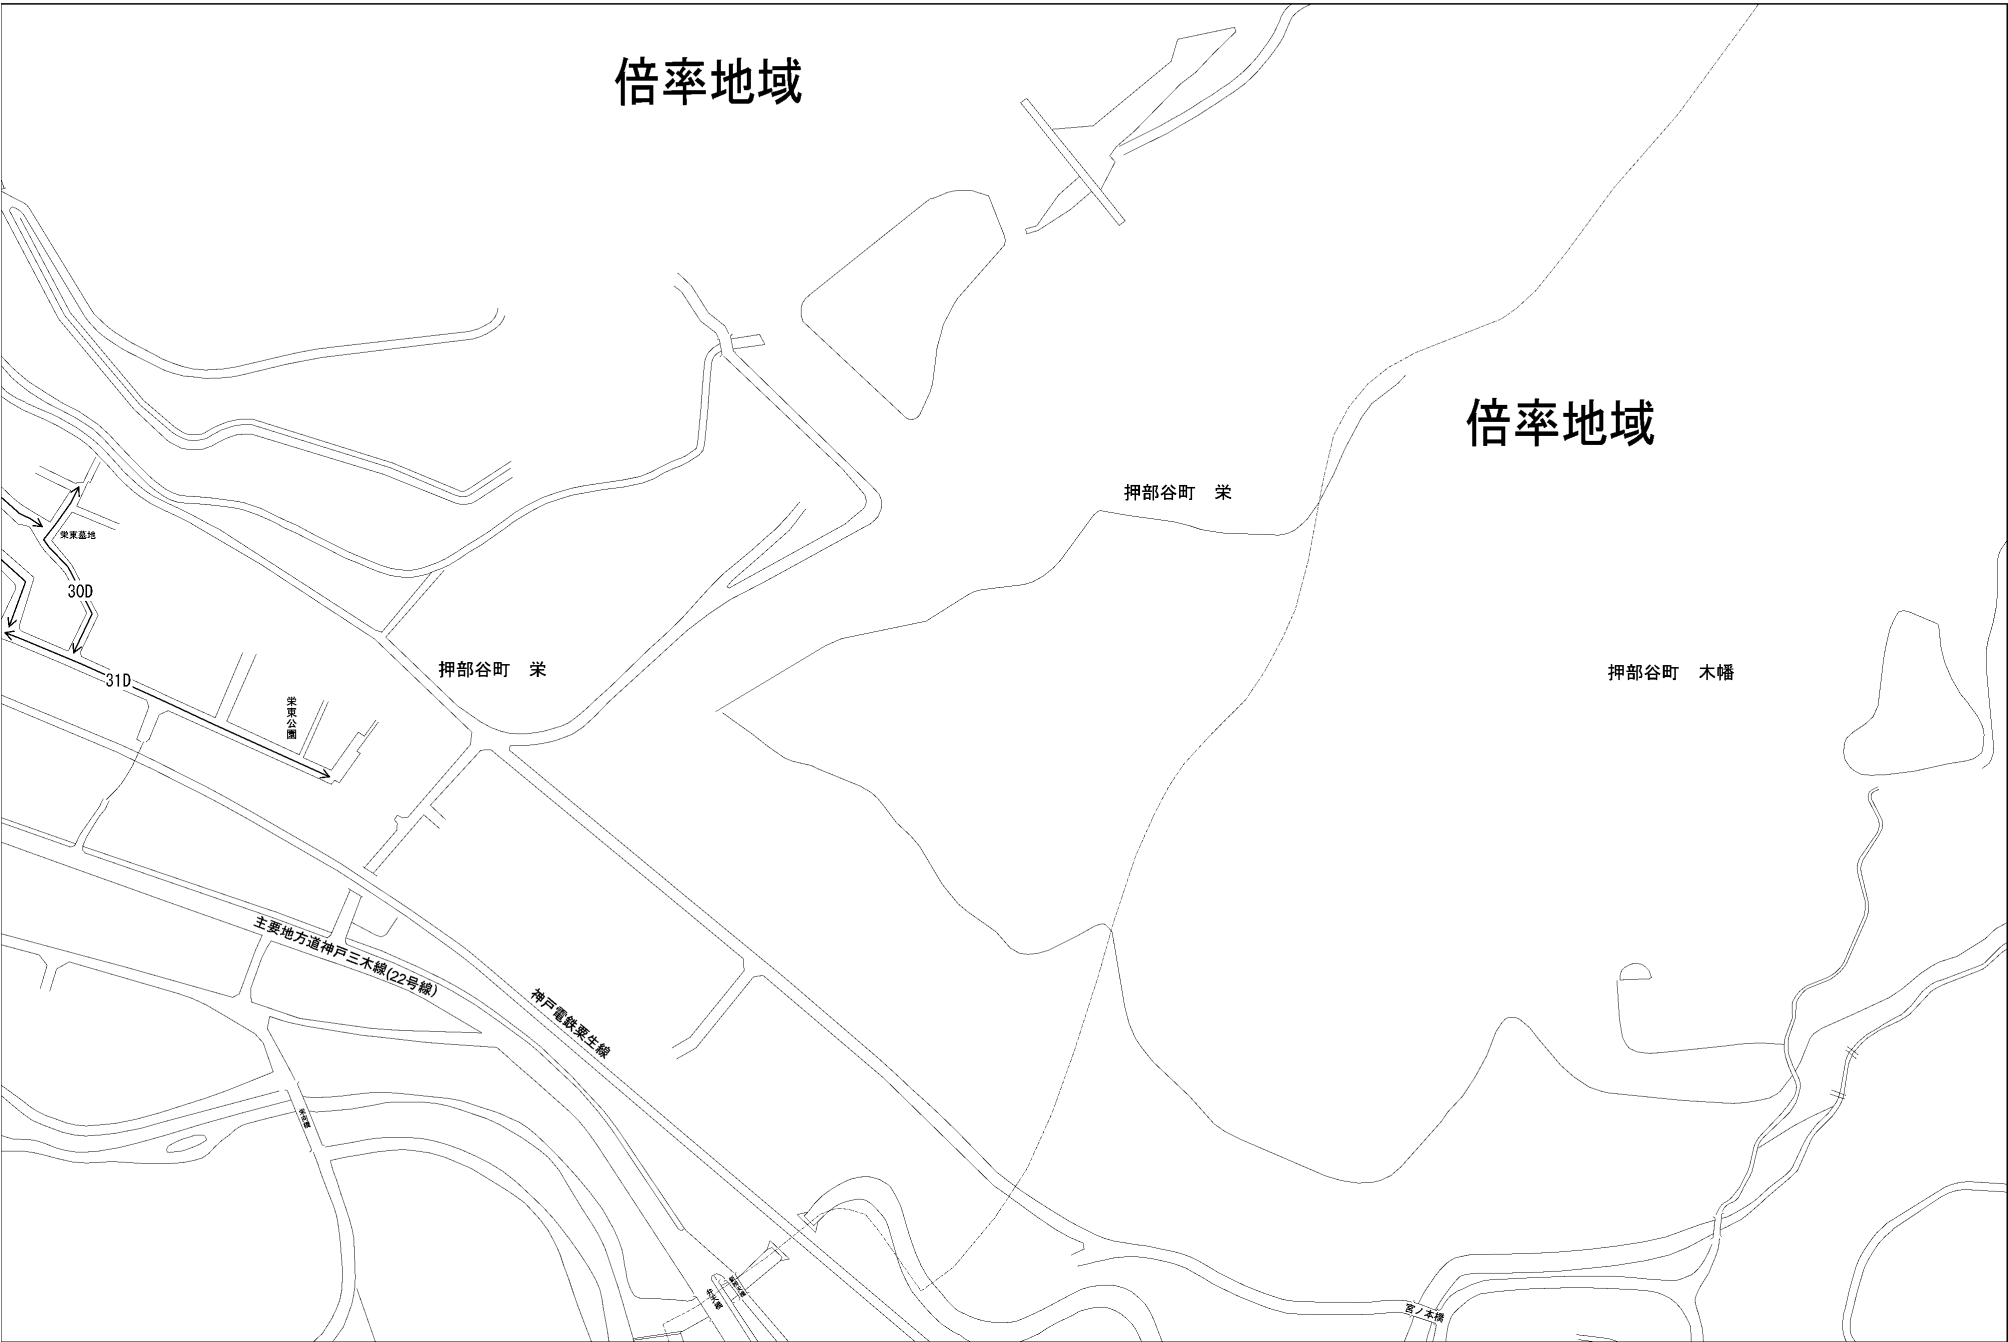 倍率地域
倍率地域
押部谷町　栄
栄東墓地
30D
押部谷町　栄
押部谷町　木幡
31D
栄東公園
主要地方道神戸三木線(22号線)
神戸電鉄粟生線
弁天橋
宮ノ本橋